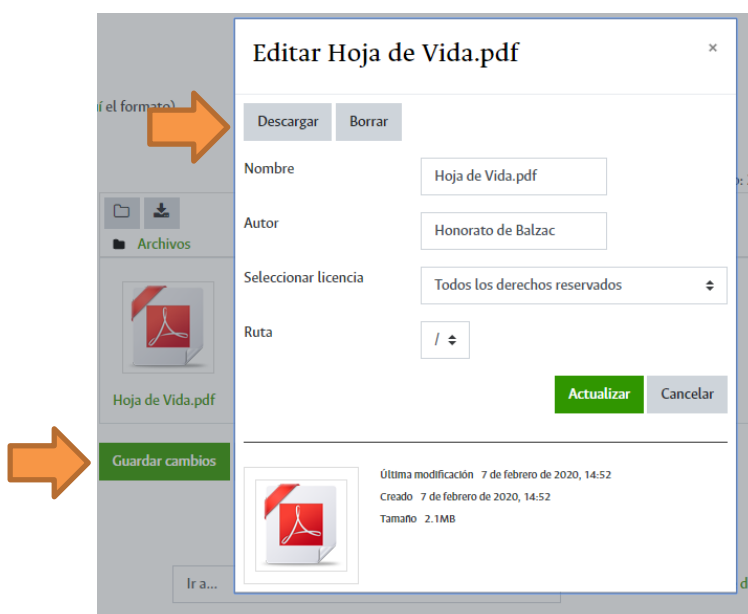 Editar Hoja de Vida.pdf
×
í el formato)
Descargar Borrar
Nombre Hoja de Vida.pdf
Autor Honorato de Balzac
Archivos
Seleccionar licencia Todos los derechos reservados
Ruta /
Hoja de Vida.pdf
Actualizar Cancelar
Guardar cambios
Última modificación 7 de febrero de 2020, 14:52
Creado 7 de febrero de 2020, 14:52
Tamaño 2.1MB
Ir a...